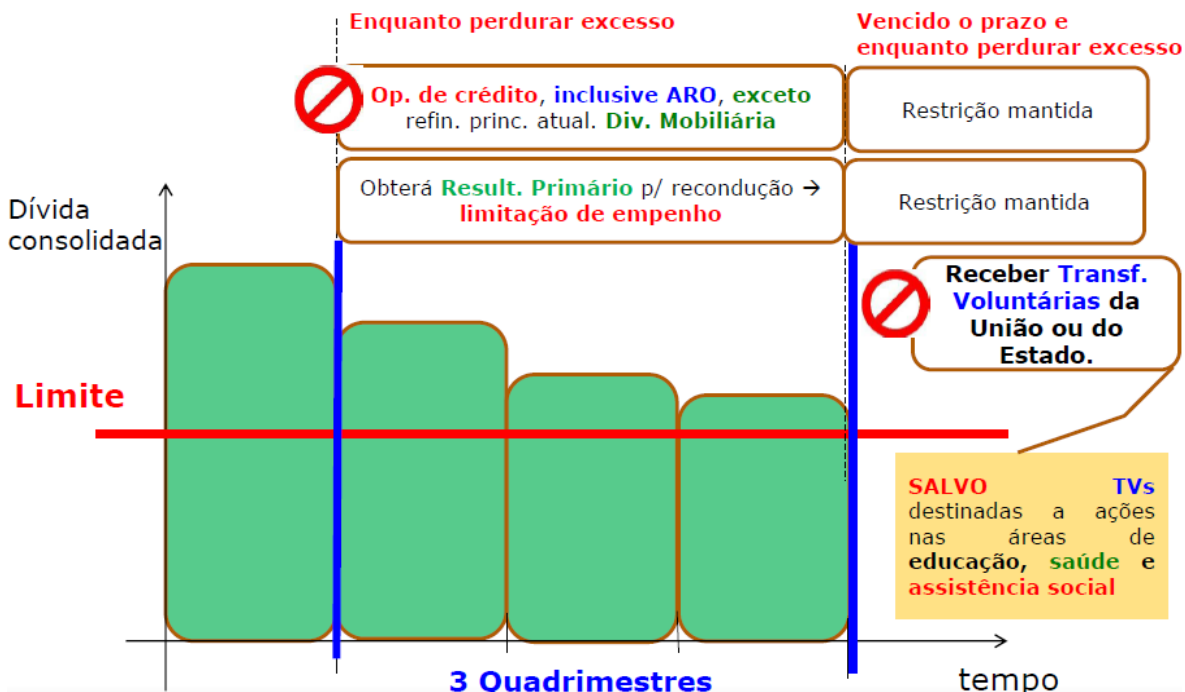 Enquanto perdurar excesso
Vencido o prazo e
enquanto perdurar excesso
Op. de crédito, inclusive ARO, exceto
refin. princ. atual. Div. Mobiliária
Restrição mantida
Obterá Result. Primário p/ recondução →
limitação de empenho
Restrição mantida
Dívida
consolidada
Receber Transf.
Voluntárias da
União ou do
Estado.
Limite
SALVO TVs
destinadas a ações
nas áreas de
educação, saúde e
assistência social
3 Quadrimestres
tempo